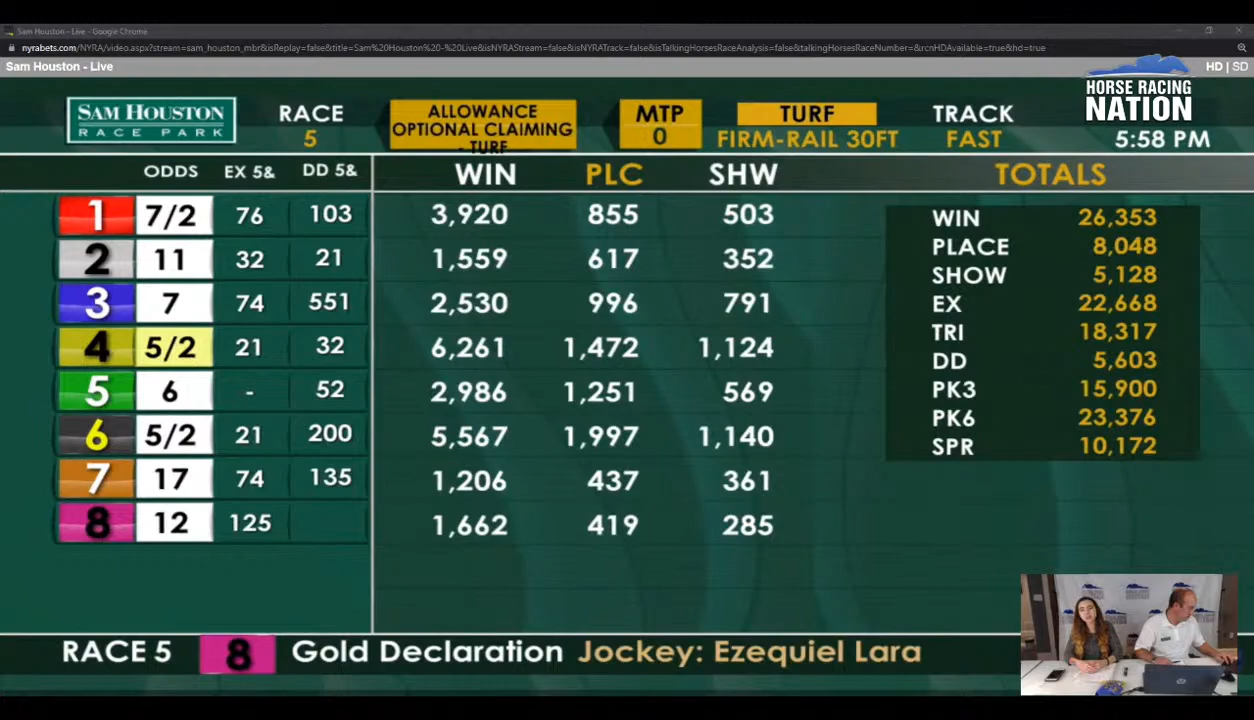 Sam Houston - Live - Google Chrome
nyrabets.com/NYRA/video.aspx?stream=sam_houston_mbr&isReplay=false&title=Sam%20Houston%20-%20Live&isNYRAStream=false&isNYRATrack=false&isTalkingHorsesRaceAnalysis=false&talkingHorsesRaceNumber=&rcnHDAvailable=true&hd=true
Sam Houston - Live HD | SD
HORSE RACING
NATION
SAM HOUSTON
RACE PARK
RACE
5
ALLOWANCE
OPTIONAL CLAIMING
- TURF
MTP
0
TURF
FIRM-RAIL 30FT
TRACK
FAST
5:58 PM
ODDS EX 5& DD 5& WIN PLC SHW
1 7/2 76 103 3,920 855 503
2 11 32 21 1,559 617 352
3 7 74 551 2,530 996 791
4 5/2 21 32 6,261 1,472 1,124
5 6 - 52 2,986 1,251 569
6 5/2 21 200 5,567 1,997 1,140
7 17 74 135 1,206 437 361
8 12 125 1,662 419 285
TOTALS
WIN 26,353
PLACE 8,048
SHOW 5,128
EX 22,668
TRI 18,317
DD 5,603
PK3 15,900
PK6 23,376
SPR 10,172
RACE 5 8 Gold Declaration Jockey: Ezequiel Lara